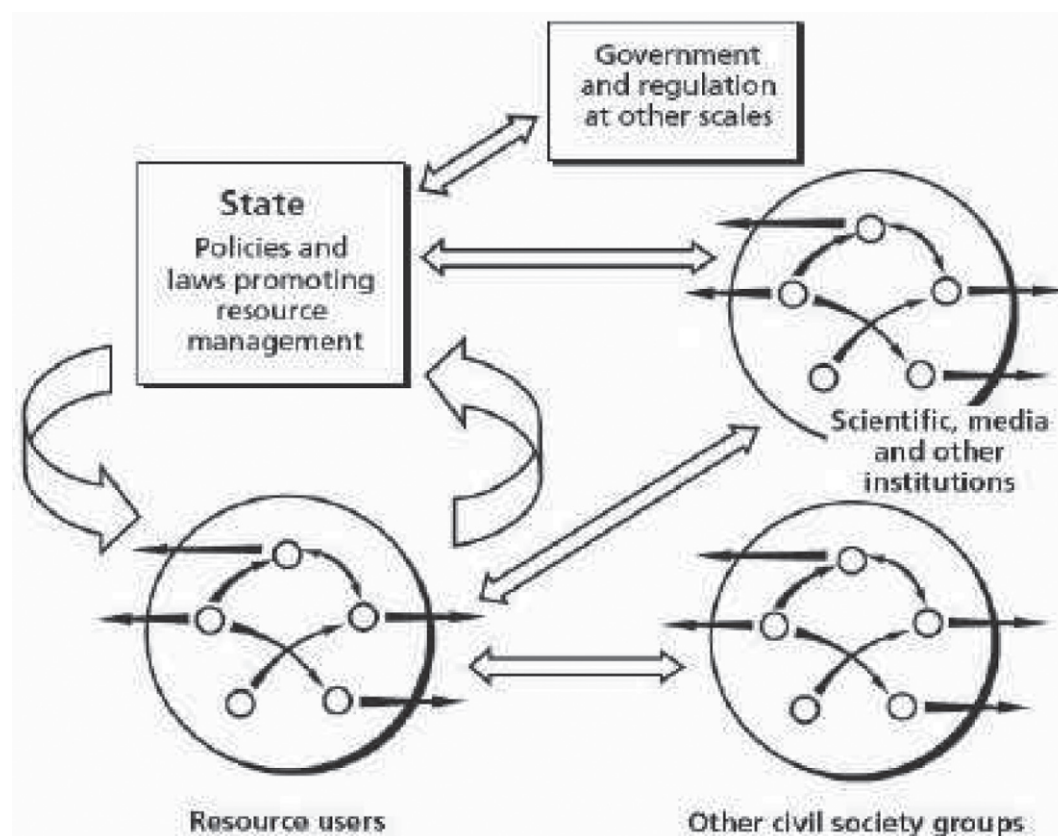 Government
and regulation
at other scales
State
Policies and
laws promoting
resource
management
Scientific, media
and other
institutions
Resource users
Other civil society groups